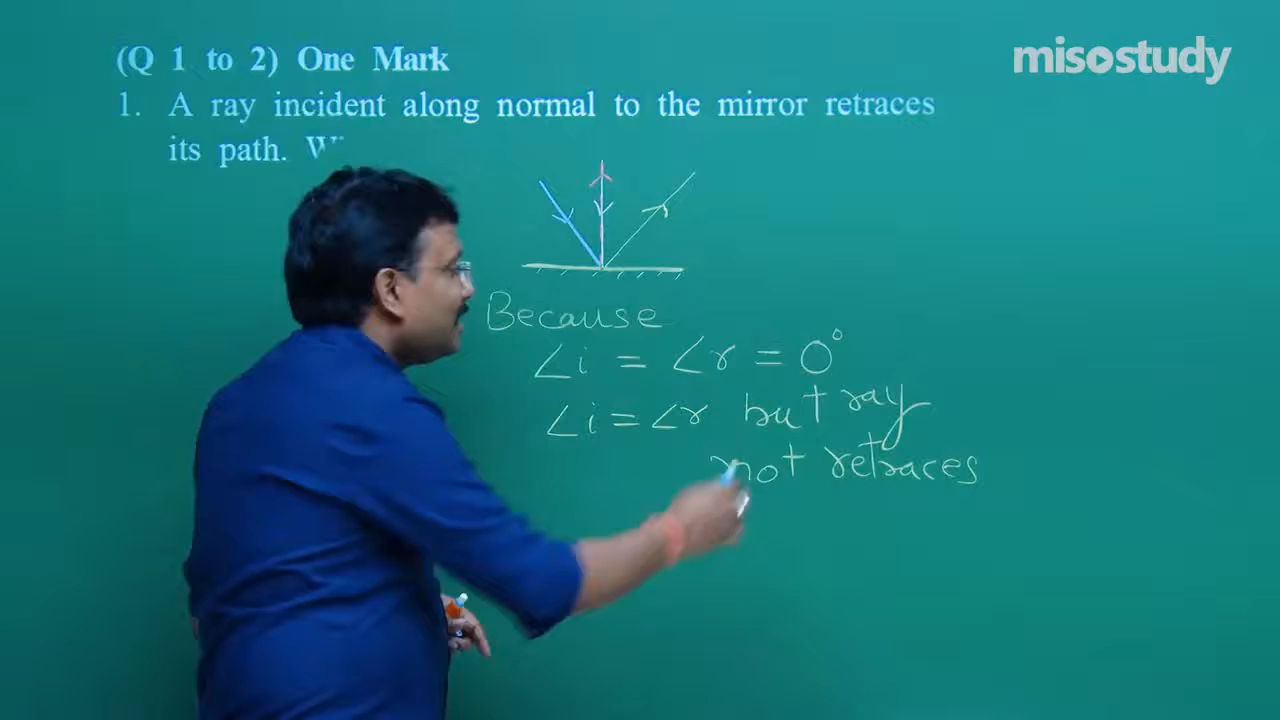 misostudy
(Q 1 to 2) One Mark
1. A ray incident along normal to the mirror retraces
its path.
Because
∠i = ∠r = 0°
∠i = ∠r but ray
not retraces